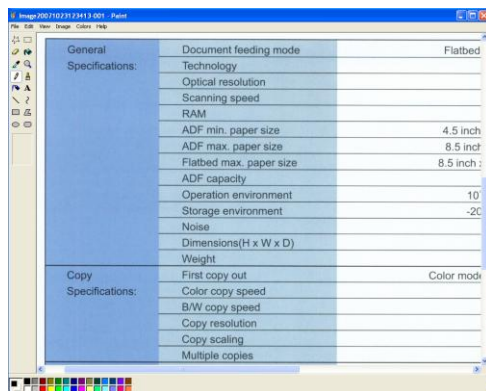 Image20071023123413-001 - Paint
File Edit View Image Colors Help
General Document feeding mode Flatbed
Specifications: Technology
Optical resolution
Scanning speed
RAM
ADF min. paper size 4.5 inch
ADF max. paper size 8.5 inch
Flatbed max. paper size 8.5 inch x
ADF capacity
Operation environment 10
Storage environment -20
Noise
Dimensions(H x W x D)
Weight
Copy First copy out Color mode
Specifications: Color copy speed
B/W copy speed
Copy resolution
Copy scaling
Multiple copies